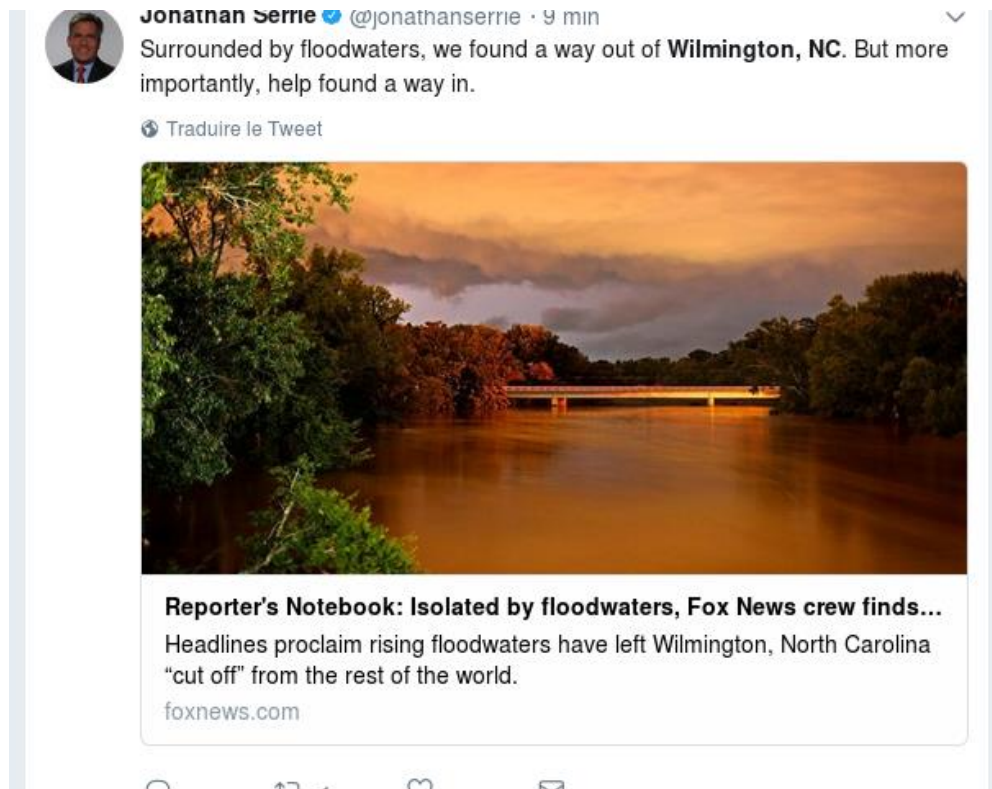 Jonathan Serrie @jonathanserrie · 9 min
Surrounded by floodwaters, we found a way out of Wilmington, NC. But more
importantly, help found a way in.
Traduire le Tweet
Reporter's Notebook: Isolated by floodwaters, Fox News crew finds...
Headlines proclaim rising floodwaters have left Wilmington, North Carolina
“cut off” from the rest of the world.
foxnews.com